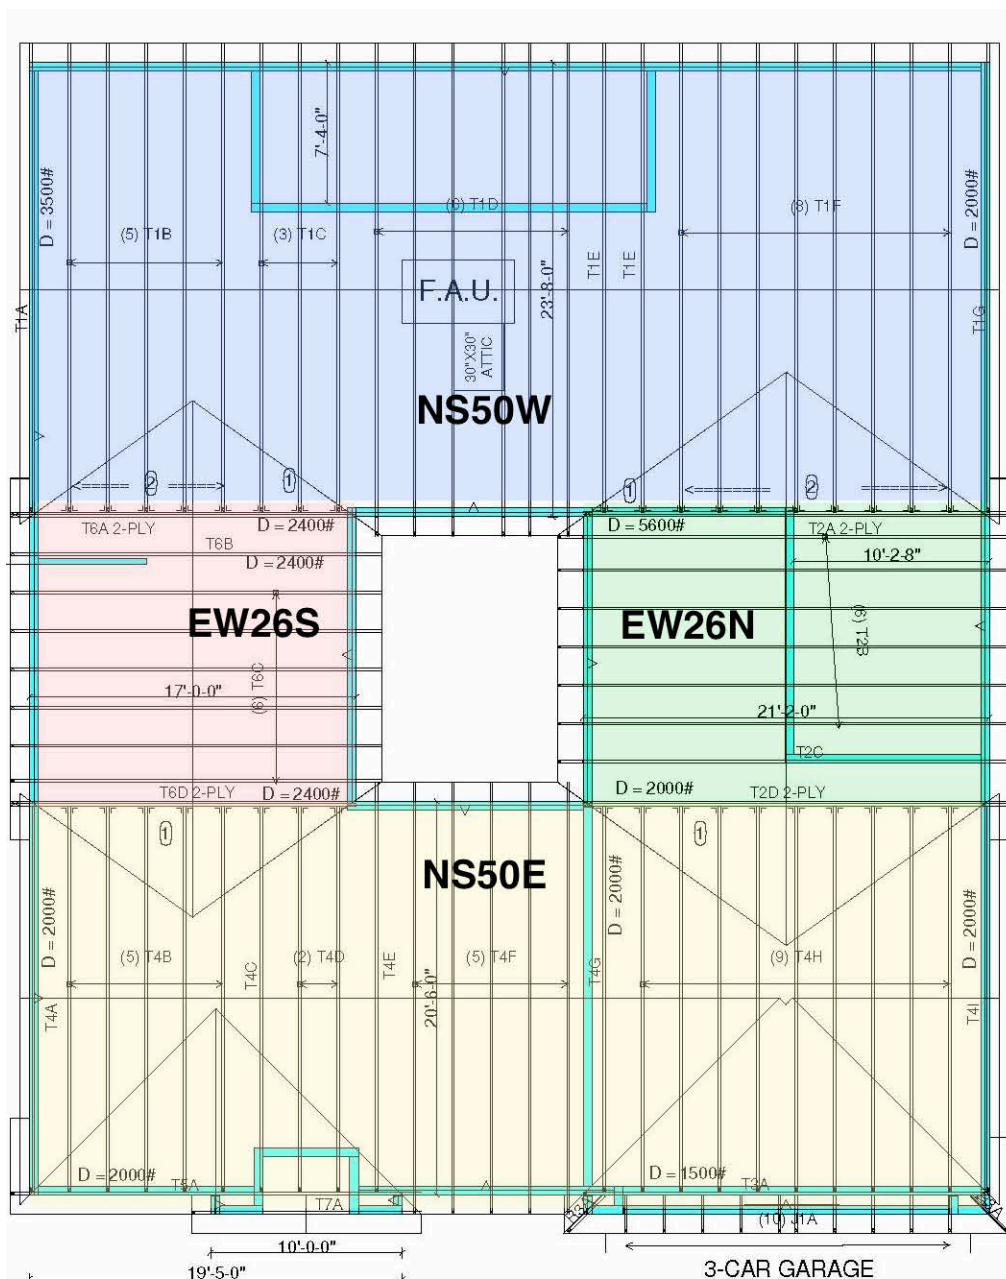 7'-4-0"
D = 3500#
(5) T1B
(3) T1C
(6) T1D
T1E
T1E
(8) T1F
D = 2000#
T1A
F.A.U.
23'-8-0"
T1G
30"X30"
ATTIC
NS50W
2
1
1
2
T6A 2-PLY
D = 2400#
D = 5600#
T2A 2-PLY
T6B
D = 2400#
10'-2-8"
EW26S
EW26N
(6) T2B
17'-0-0"
(6) T6C
21'-2-0"
T2C
T6D 2-PLY
D = 2400#
D = 2000#
T2D 2-PLY
1
1
NS50E
D = 2000#
D = 2000#
D = 2000#
(5) T4B
T4C
(2) T4D
T4E
(5) T4F
T4G
(9) T4H
T4A
20'-6-0"
T4I
D = 2000#
T5A
D = 1500#
T3A
T7A
(10) J1A
10'-0-0"
19'-5-0"
3-CAR GARAGE